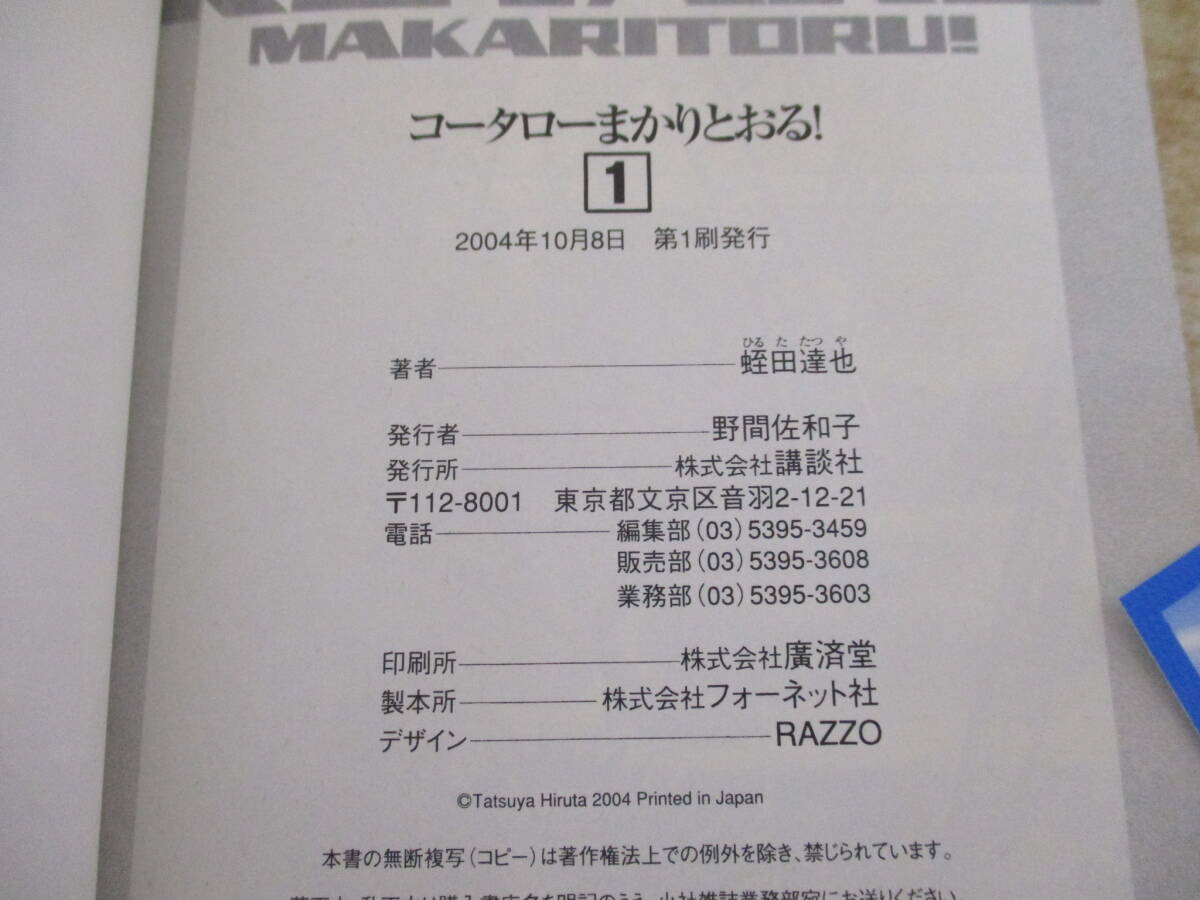 MAKARITORU!
コータローまかりとおる!
1
2004年10月8日　第1刷発行
ひるた たつや
著者 蛭田達也
発行者 野間佐和子
発行所 株式会社講談社
〒112-8001　東京都文京区音羽2-12-21
電話 編集部(03)5395-3459
販売部(03)5395-3608
業務部(03)5395-3603
印刷所 株式会社廣済堂
製本所 株式会社フォーネット社
デザイン RAZZO
©Tatsuya Hiruta 2004 Printed in Japan
本書の無断複写(コピー)は著作権法上での例外を除き、禁じられています。